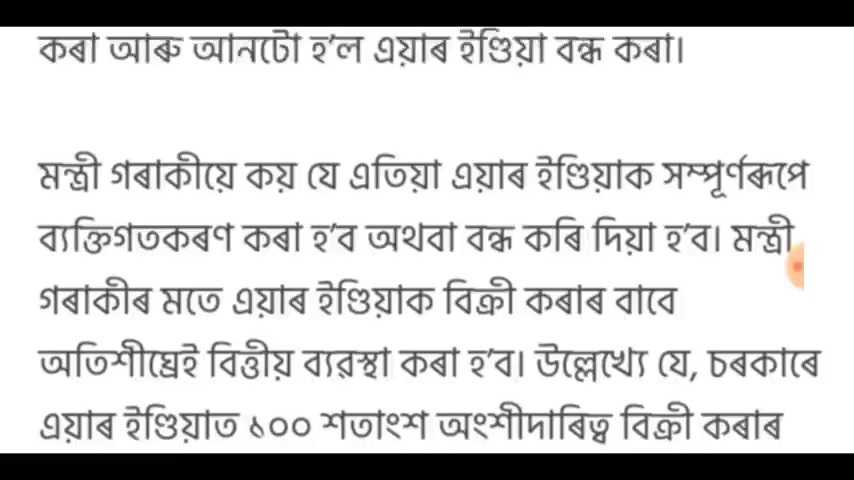 কৰা আৰু আনটো হ'ল এয়াৰ ইণ্ডিয়া বন্ধ কৰা।
মন্ত্ৰী গৰাকীয়ে কয় যে এতিয়া এয়াৰ ইণ্ডিয়াক সম্পূৰ্ণৰূপে
ব্যক্তিগতকৰণ কৰা হ'ব অথবা বন্ধ কৰি দিয়া হ'ব। মন্ত্ৰী
গৰাকীৰ মতে এয়াৰ ইণ্ডিয়াক বিক্ৰী কৰাৰ বাবে
অতিশীঘ্ৰেই বিত্তীয় ব্যৱস্থা কৰা হ'ব। উল্লেখ্যে যে, চৰকাৰে
এয়াৰ ইণ্ডিয়াত ১০০ শতাংশ অংশীদাৰিত্ব বিক্ৰী কৰাৰ